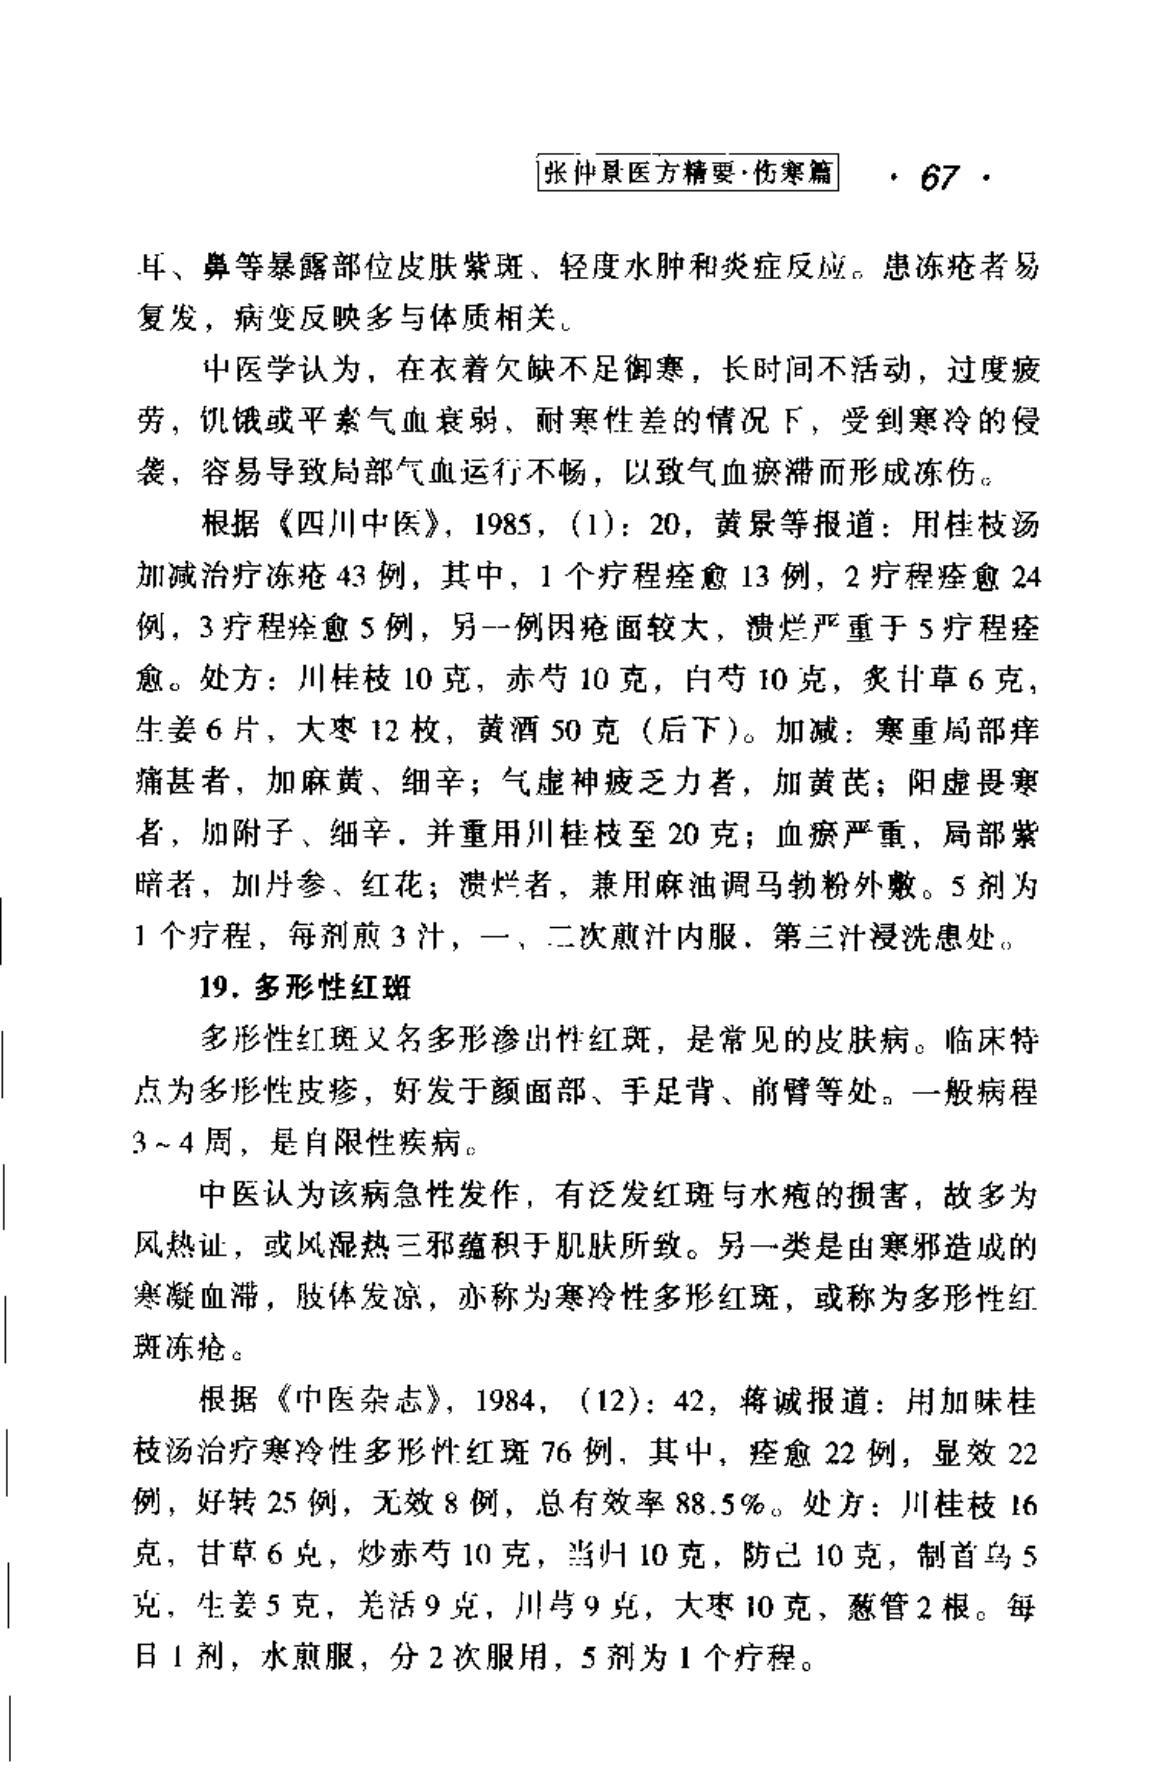 张仲景医方精要·伤寒篇 · 67 ·
耳、鼻等暴露部位皮肤紫斑、轻度水肿和炎症反应。患冻疮者易
复发，病变反映多与体质相关。
中医学认为，在衣着欠缺不足御寒，长时间不活动，过度疲
劳，饥饿或平素气血衰弱、耐寒性差的情况下，受到寒冷的侵
袭，容易导致局部气血运行不畅，以致气血瘀滞而形成冻伤。
根据《四川中医》，1985，（1）：20，黄景等报道：用桂枝汤
加减治疗冻疮 43 例，其中，1 个疗程痊愈 13 例，2 疗程痊愈 24
例，3 疗程痊愈 5 例，另一例因疮面较大，溃烂严重于 5 疗程痊
愈。处方：川桂枝 10 克，赤芍 10 克，白芍 10 克，炙甘草 6 克，
生姜 6 片，大枣 12 枚，黄酒 50 克（后下）。加减：寒重局部痒
痛甚者，加麻黄、细辛；气虚神疲乏力者，加黄芪；阳虚畏寒
者，加附子、细辛，并重用川桂枝至 20 克；血瘀严重，局部紫
暗者，加丹参、红花；溃烂者，兼用麻油调马勃粉外敷。5 剂为
1 个疗程，每剂煎 3 汁，一、二次煎汁内服，第三汁浸洗患处。
19. 多形性红斑
多形性红斑又名多形渗出性红斑，是常见的皮肤病。临床特
点为多形性皮疹，好发于颜面部、手足背、前臂等处。一般病程
3~4 周，是自限性疾病。
中医认为该病急性发作，有泛发红斑与水疱的损害，故多为
风热证，或风湿热三邪蕴积于肌肤所致。另一类是由寒邪造成的
寒凝血滞，肢体发凉，亦称为寒冷性多形红斑，或称为多形性红
斑冻疮。
根据《中医杂志》，1984，（12）：42，蒋诚报道：用加味桂
枝汤治疗寒冷性多形性红斑 76 例，其中，痊愈 22 例，显效 22
例，好转 25 例，无效 8 例，总有效率 88.5%。处方：川桂枝 16
克，甘草 6 克，炒赤芍 10 克，当归 10 克，防己 10 克，制首乌 5
克，生姜 5 克，羌活 9 克，川芎 9 克，大枣 10 克，葱管 2 根。每
日 1 剂，水煎服，分 2 次服用，5 剂为 1 个疗程。